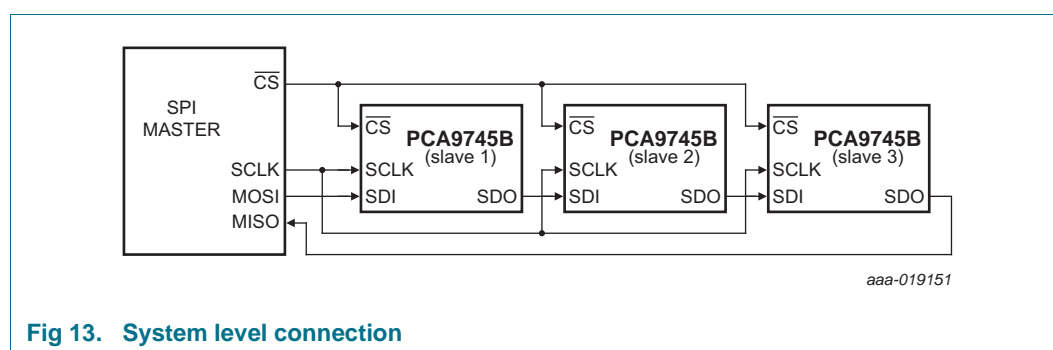 SPI
MASTER
CS
SCLK
MOSI
MISO
CS
PCA9745B
(slave 1)
SCLK
SDI
SDO
CS
PCA9745B
(slave 2)
SCLK
SDI
SDO
CS
PCA9745B
(slave 3)
SCLK
SDI
SDO
aaa-019151
Fig 13. System level connection